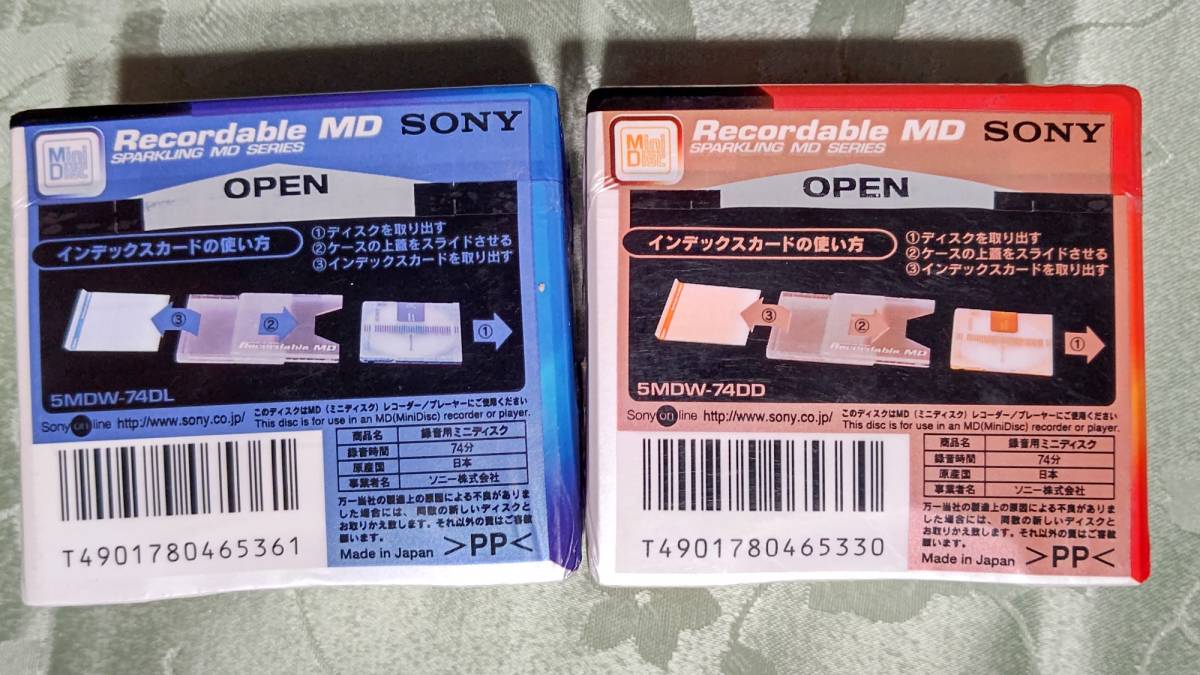 Mini Disc
Recordable MD SONY
SPARKLING MD SERIES
OPEN
インデックスカードの使い方
①ディスクを取り出す
②ケースの上蓋をスライドさせる
③インデックスカードを取り出す
③ ② ①
Recordable MD
5MDW-74DL
Sony on line http://www.sony.co.jp/
このディスクはMD（ミニディスク）レコーダー／プレーヤーにご使用ください
This disc is for use in an MD(MiniDisc) recorder or player.
商品名 録音用ミニディスク
録音時間 74分
原産国 日本
事業者名 ソニー株式会社
万一当社の製造上の原因による不良がありま
した場合には、同数の新しいディスクと
お取りかえ致します。それ以外の責はご容赦
願います。
Made in Japan >PP<
T4901780465361
Mini Disc
Recordable MD SONY
SPARKLING MD SERIES
OPEN
インデックスカードの使い方
①ディスクを取り出す
②ケースの上蓋をスライドさせる
③インデックスカードを取り出す
③ ② ①
Recordable MD
5MDW-74DD
Sony on line http://www.sony.co.jp/
このディスクはMD（ミニディスク）レコーダー／プレーヤーにご使用ください
This disc is for use in an MD(MiniDisc) recorder or player.
商品名 録音用ミニディスク
録音時間 74分
原産国 日本
事業者名 ソニー株式会社
万一当社の製造上の原因による不良がありま
した場合には、同数の新しいディスクと
お取りかえ致します。それ以外の責はご容赦
願います。
Made in Japan >PP<
T4901780465330